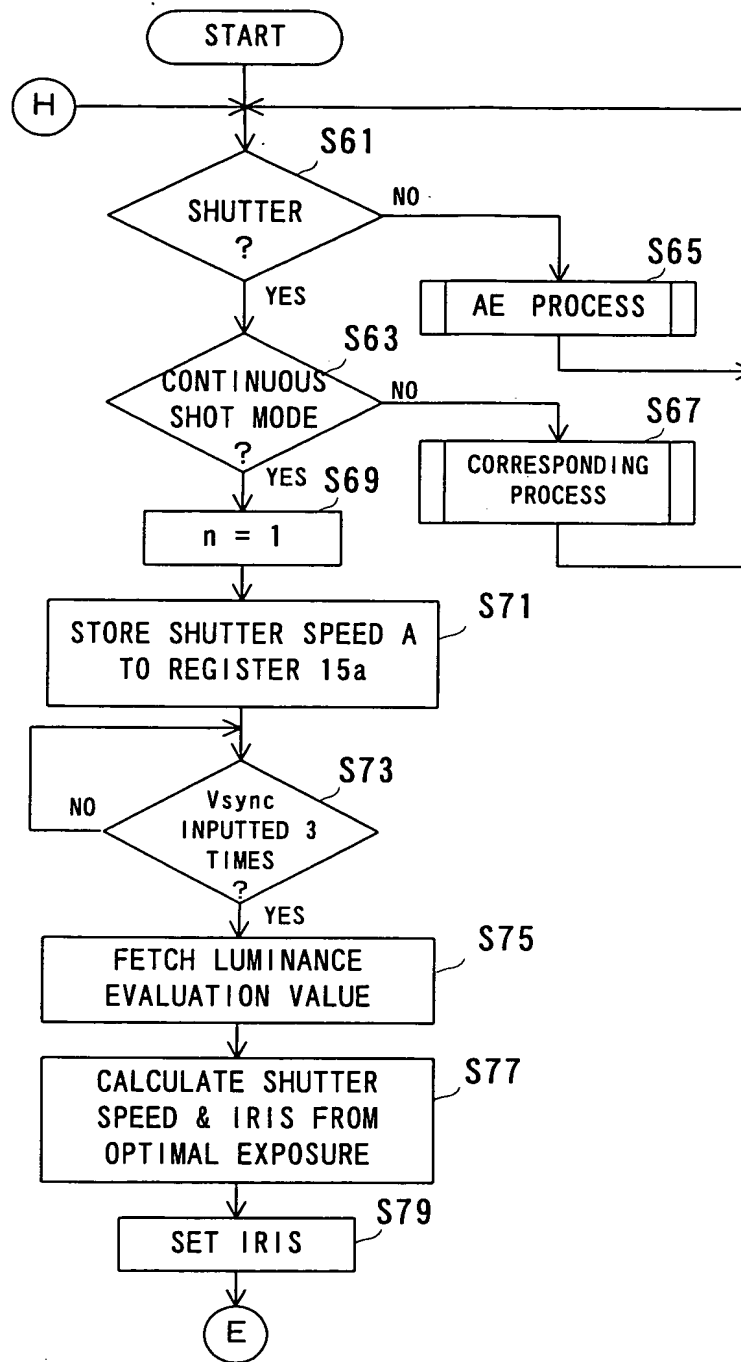 START
H
S61
SHUTTER
?
NO
YES
S65
AE PROCESS
S63
CONTINUOUS
SHOT MODE
?
NO
YES
S67
CORRESPONDING
PROCESS
S69
n = 1
S71
STORE SHUTTER SPEED A
TO REGISTER 15a
S73
Vsync
INPUTTED 3
TIMES
?
NO
YES
S75
FETCH LUMINANCE
EVALUATION VALUE
S77
CALCULATE SHUTTER
SPEED & IRIS FROM
OPTIMAL EXPOSURE
S79
SET IRIS
E